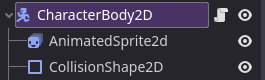 CharacterBody2D
AnimatedSprite2d
CollisionShape2D